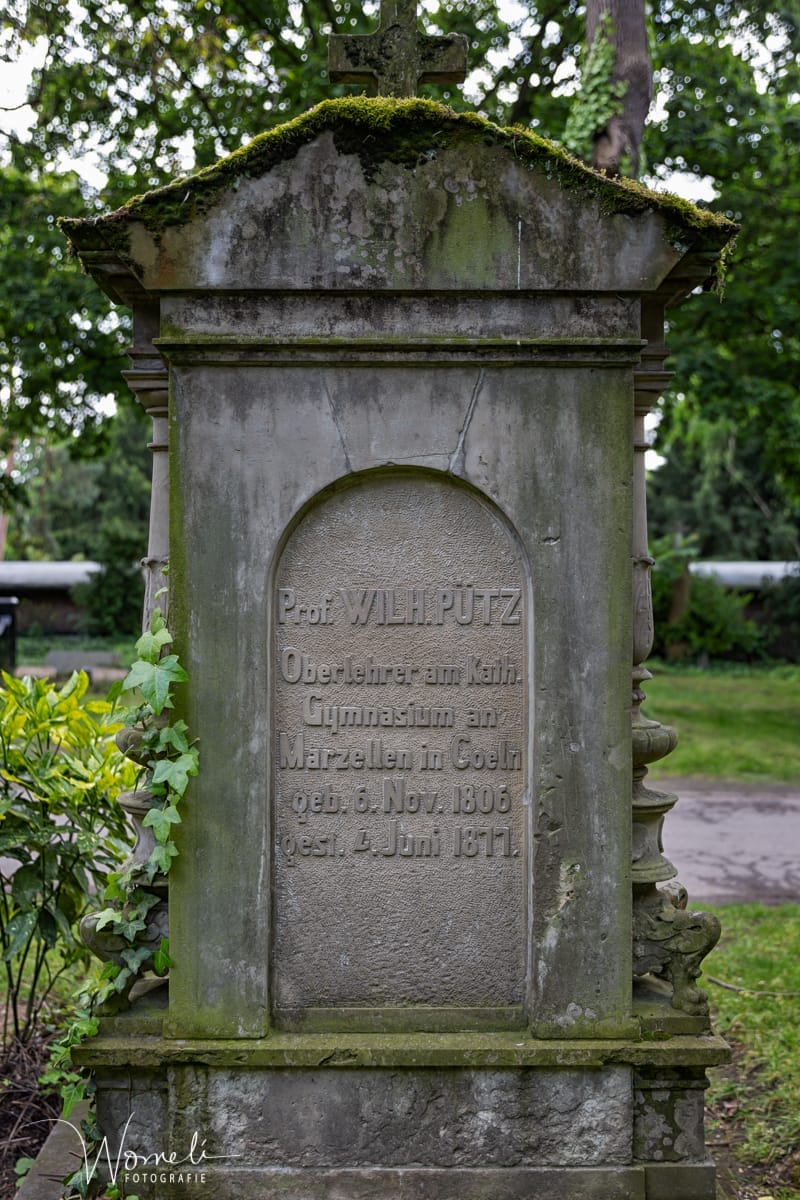 Prof. WILH. PÜTZ
Oberlehrer am Kath.
Gymnasium an
Marzellen in Coeln
geb. 6. Nov. 1806
gest. 4. Juni 1877.
Womeli
FOTOGRAFIE